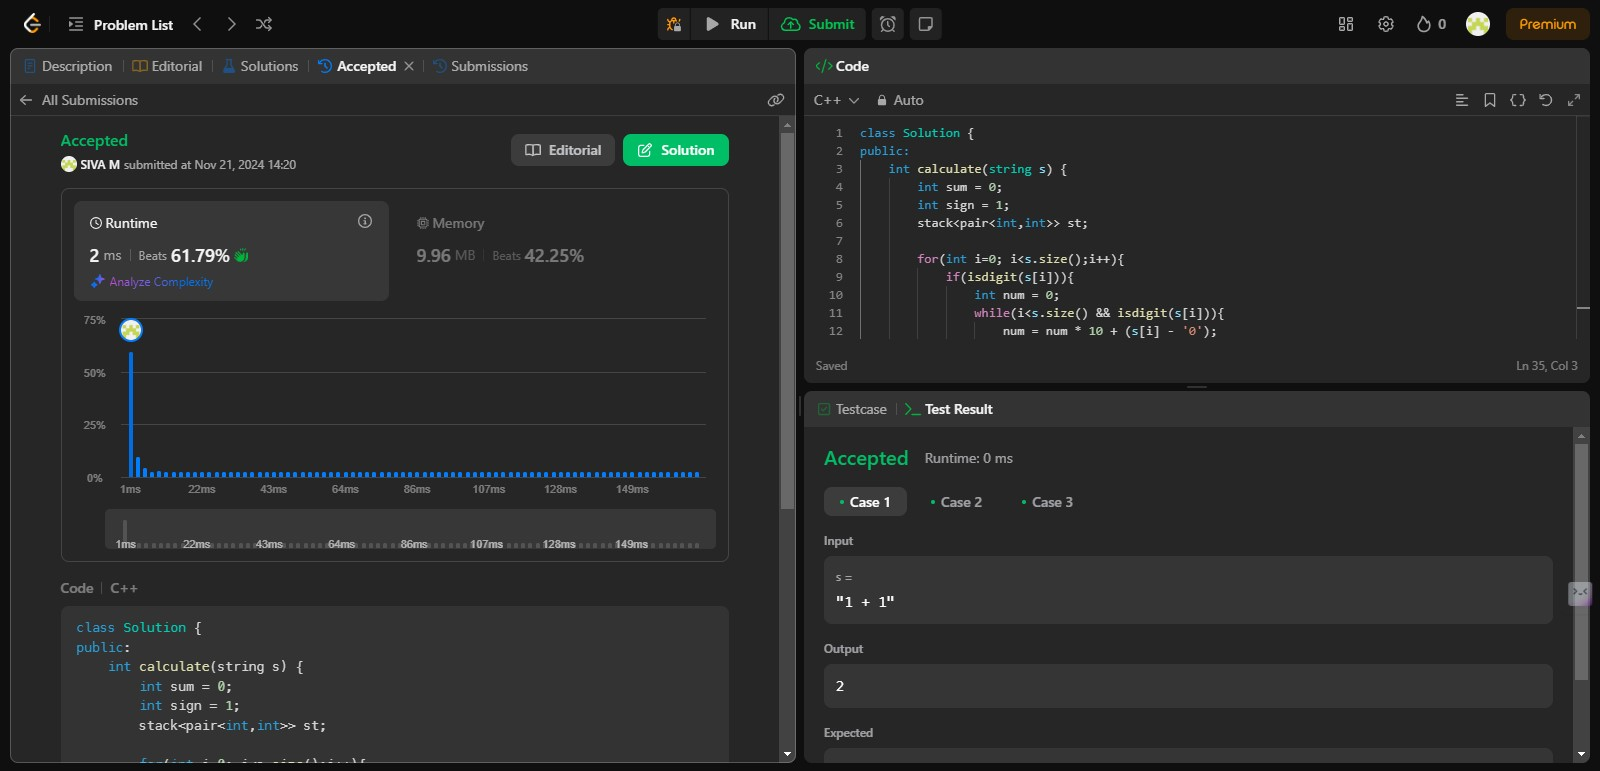 Problem List
Run
Submit
0
Premium
Description
Editorial
Solutions
Accepted
Submissions
All Submissions
Accepted
SIVA M submitted at Nov 21, 2024 14:20
Editorial
Solution
Runtime
2 ms Beats 61.79%
Analyze Complexity
Memory
9.96 MB Beats 42.25%
75%
50%
25%
0%
1ms 22ms 43ms 64ms 86ms 107ms 128ms 149ms
1ms 22ms 43ms 64ms 86ms 107ms 128ms 149ms
Code C++
class Solution {
public:
int calculate(string s) {
int sum = 0;
int sign = 1;
stack<pair<int,int>> st;
</> Code
C++ Auto
1 class Solution {
2 public:
3 int calculate(string s) {
4 int sum = 0;
5 int sign = 1;
6 stack<pair<int,int>> st;
7
8 for(int i=0; i<s.size();i++){
9 if(isdigit(s[i])){
10 int num = 0;
11 while(i<s.size() && isdigit(s[i])){
12 num = num * 10 + (s[i] - '0');
Saved
Ln 35, Col 3
Testcase
Test Result
Accepted Runtime: 0 ms
Case 1
Case 2
Case 3
Input
s =
"1 + 1"
Output
2
Expected